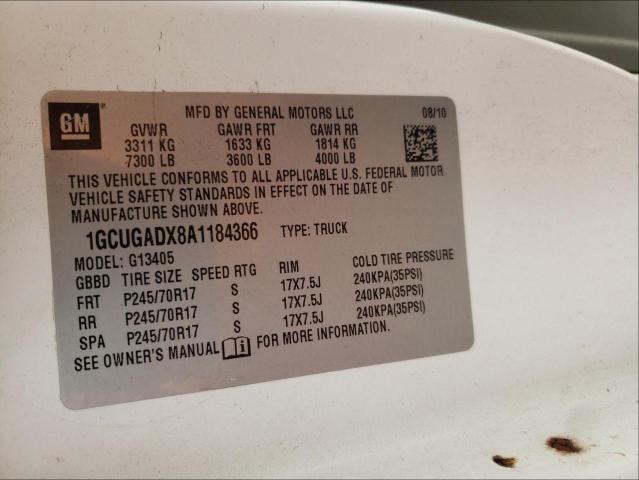 GM
MFD BY GENERAL MOTORS LLC 08/10
GVWR GAWR FRT GAWR RR
3311 KG 1633 KG 1814 KG
7300 LB 3600 LB 4000 LB
THIS VEHICLE CONFORMS TO ALL APPLICABLE U.S. FEDERAL MOTOR
VEHICLE SAFETY STANDARDS IN EFFECT ON THE DATE OF
MANUFACTURE SHOWN ABOVE.
1GCUGADX8A1184366 TYPE: TRUCK
MODEL: G13405
GBBD TIRE SIZE SPEED RTG RIM COLD TIRE PRESSURE
FRT P245/70R17 S 17X7.5J 240KPA(35PSI)
RR P245/70R17 S 17X7.5J 240KPA(35PSI)
SPA P245/70R17 S 17X7.5J 240KPA(35PSI)
SEE OWNER'S MANUAL FOR MORE INFORMATION.